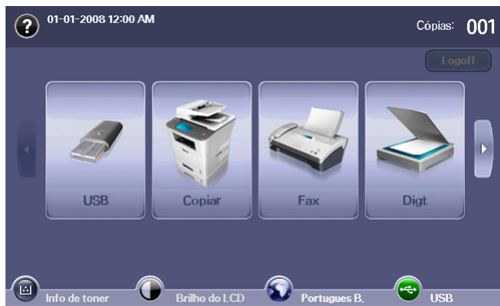 ?
01-01-2008 12:00 AM
Cópias: 001
Logoff
USB
Copiar
Fax
Digt
Info de toner
Brilho do LCD
Portugues B.
USB